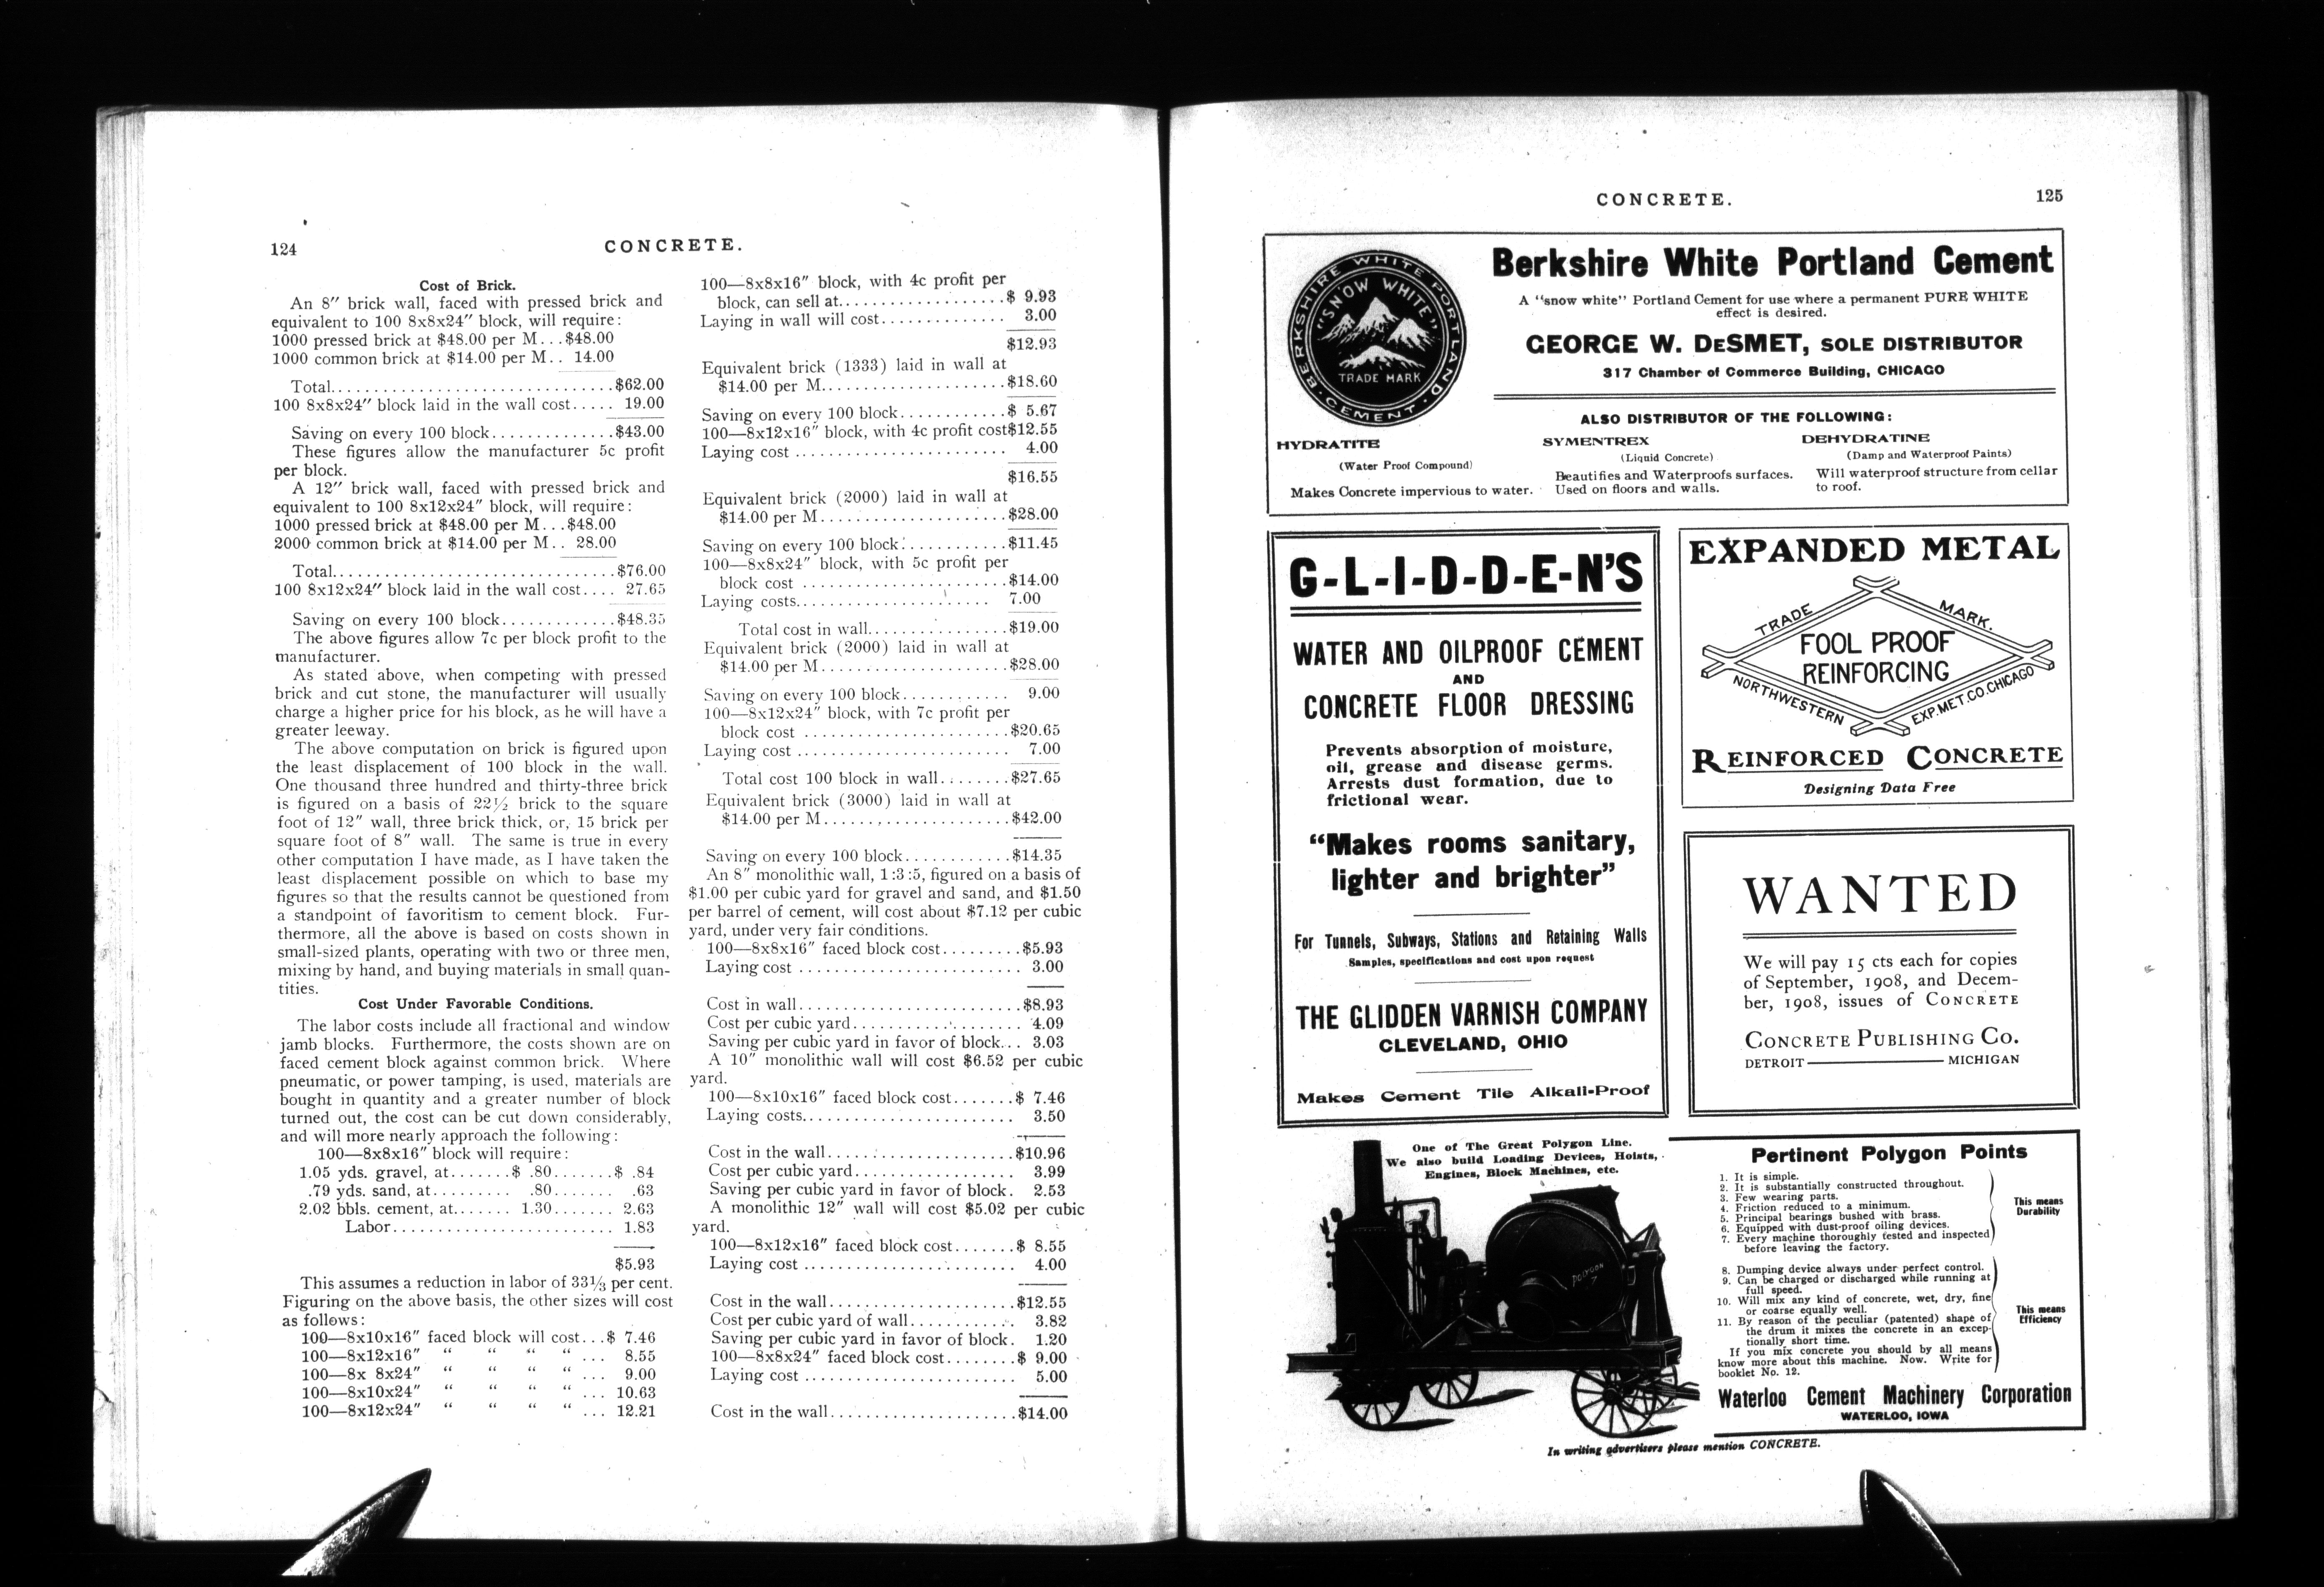 124
CONCRETE.
Cost of Brick.
An 8″ brick wall, faced with pressed brick and
equivalent to 100 8x8x24″ block, will require:
1000 pressed brick at $48.00 per M...$48.00
1000 common brick at $14.00 per M.. 14.00
Total................................$62.00
100 8x8x24″ block laid in the wall cost..... 19.00
Saving on every 100 block..............$43.00
These figures allow the manufacturer 5c profit
per block.
A 12″ brick wall, faced with pressed brick and
equivalent to 100 8x12x24″ block, will require:
1000 pressed brick at $48.00 per M...$48.00
2000 common brick at $14.00 per M.. 28.00
Total................................$76.00
100 8x12x24″ block laid in the wall cost.... 27.65
Saving on every 100 block.............$48.35
The above figures allow 7c per block profit to the
manufacturer.
As stated above, when competing with pressed
brick and cut stone, the manufacturer will usually
charge a higher price for his block, as he will have a
greater leeway.
The above computation on brick is figured upon
the least displacement of 100 block in the wall.
One thousand three hundred and thirty-three brick
is figured on a basis of 22½ brick to the square
foot of 12″ wall, three brick thick, or, 15 brick per
square foot of 8″ wall. The same is true in every
other computation I have made, as I have taken the
least displacement possible on which to base my
figures so that the results cannot be questioned from
a standpoint of favoritism to cement block. Fur-
thermore, all the above is based on costs shown in
small-sized plants, operating with two or three men,
mixing by hand, and buying materials in small quan-
tities.
Cost Under Favorable Conditions.
The labor costs include all fractional and window
jamb blocks. Furthermore, the costs shown are on
faced cement block against common brick. Where
pneumatic, or power tamping, is used, materials are
bought in quantity and a greater number of block
turned out, the cost can be cut down considerably,
and will more nearly approach the following:
100—8x8x16″ block will require:
1.05 yds. gravel, at.......$ .80.......$ .84
.79 yds. sand, at......... .80....... .63
2.02 bbls. cement, at....... 1.30....... 2.63
Labor......................... 1.83
$5.93
This assumes a reduction in labor of 33⅓ per cent.
Figuring on the above basis, the other sizes will cost
as follows:
100—8x10x16″ faced block will cost...$ 7.46
100—8x12x16″ “ “ “ “ ... 8.55
100—8x 8x24″ “ “ “ “ ... 9.00
100—8x10x24″ “ “ “ “ ... 10.63
100—8x12x24″ “ “ “ “ ... 12.21
100—8x8x16″ block, with 4c profit per
block, can sell at...................$ 9.93
Laying in wall will cost.............. 3.00
$12.93
Equivalent brick (1333) laid in wall at
$14.00 per M.....................$18.60
Saving on every 100 block............$ 5.67
100—8x12x16″ block, with 4c profit cost$12.55
Laying cost ........................ 4.00
$16.55
Equivalent brick (2000) laid in wall at
$14.00 per M.....................$28.00
Saving on every 100 block............$11.45
100—8x8x24″ block, with 5c profit per
block cost .......................$14.00
Laying costs...................... 7.00
Total cost in wall................$19.00
Equivalent brick (2000) laid in wall at
$14.00 per M.....................$28.00
Saving on every 100 block............ 9.00
100—8x12x24″ block, with 7c profit per
block cost .......................$20.65
Laying cost ........................ 7.00
Total cost 100 block in wall........$27.65
Equivalent brick (3000) laid in wall at
$14.00 per M.....................$42.00
Saving on every 100 block............$14.35
An 8″ monolithic wall, 1:3:5, figured on a basis of
$1.00 per cubic yard for gravel and sand, and $1.50
per barrel of cement, will cost about $7.12 per cubic
yard, under very fair conditions.
100—8x8x16″ faced block cost.........$5.93
Laying cost ......................... 3.00
Cost in wall.........................$8.93
Cost per cubic yard................... 4.09
Saving per cubic yard in favor of block... 3.03
A 10″ monolithic wall will cost $6.52 per cubic
yard.
100—8x10x16″ faced block cost.......$ 7.46
Laying costs........................ 3.50
Cost in the wall.....................$10.96
Cost per cubic yard.................. 3.99
Saving per cubic yard in favor of block. 2.53
A monolithic 12″ wall will cost $5.02 per cubic
yard.
100—8x12x16″ faced block cost.......$ 8.55
Laying cost ........................ 4.00
Cost in the wall.....................$12.55
Cost per cubic yard of wall............ 3.82
Saving per cubic yard in favor of block. 1.20
100—8x8x24″ faced block cost........$ 9.00
Laying cost ........................ 5.00
Cost in the wall.....................$14.00
CONCRETE.
125
BERKSHIRE WHITE PORTLAND CEMENT
"SNOW WHITE"
TRADE MARK
Berkshire White Portland Cement
A "snow white" Portland Cement for use where a permanent PURE WHITE
effect is desired.
GEORGE W. DESMET, SOLE DISTRIBUTOR
317 Chamber of Commerce Building, CHICAGO
ALSO DISTRIBUTOR OF THE FOLLOWING:
HYDRATITE
(Water Proof Compound)
Makes Concrete impervious to water.
SYMENTREX
(Liquid Concrete)
Beautifies and Waterproofs surfaces.
Used on floors and walls.
DEHYDRATINE
(Damp and Waterproof Paints)
Will waterproof structure from cellar
to roof.
G-L-I-D-D-E-N'S
WATER AND OILPROOF CEMENT
AND
CONCRETE FLOOR DRESSING
Prevents absorption of moisture,
oil, grease and disease germs.
Arrests dust formation, due to
frictional wear.
"Makes rooms sanitary,
lighter and brighter"
For Tunnels, Subways, Stations and Retaining Walls
Samples, specifications and cost upon request
THE GLIDDEN VARNISH COMPANY
CLEVELAND, OHIO
Makes Cement Tile Alkali-Proof
EXPANDED METAL
TRADE MARK.
FOOL PROOF
REINFORCING
NORTHWESTERN EXP. MET. CO. CHICAGO
REINFORCED CONCRETE
Designing Data Free
WANTED
We will pay 15 cts each for copies
of September, 1908, and Decem-
ber, 1908, issues of CONCRETE
CONCRETE PUBLISHING CO.
DETROIT — MICHIGAN
One of The Great Polygon Line.
We also build Loading Devices, Hoists,
Engines, Block Machines, etc.
POLYGON
7
Pertinent Polygon Points
1. It is simple.
2. It is substantially constructed throughout.
3. Few wearing parts.
4. Friction reduced to a minimum.
5. Principal bearings bushed with brass.
6. Equipped with dust-proof oiling devices.
7. Every machine thoroughly tested and inspected
before leaving the factory.
This means
Durability
8. Dumping device always under perfect control.
9. Can be charged or discharged while running at
full speed.
10. Will mix any kind of concrete, wet, dry, fine
or coarse equally well.
11. By reason of the peculiar (patented) shape of
the drum it mixes the concrete in an excep-
tionally short time.
This means
Efficiency
If you mix concrete you should by all means
know more about this machine. Now. Write for
booklet No. 12.
Waterloo Cement Machinery Corporation
WATERLOO, IOWA
In writing advertisers please mention CONCRETE.